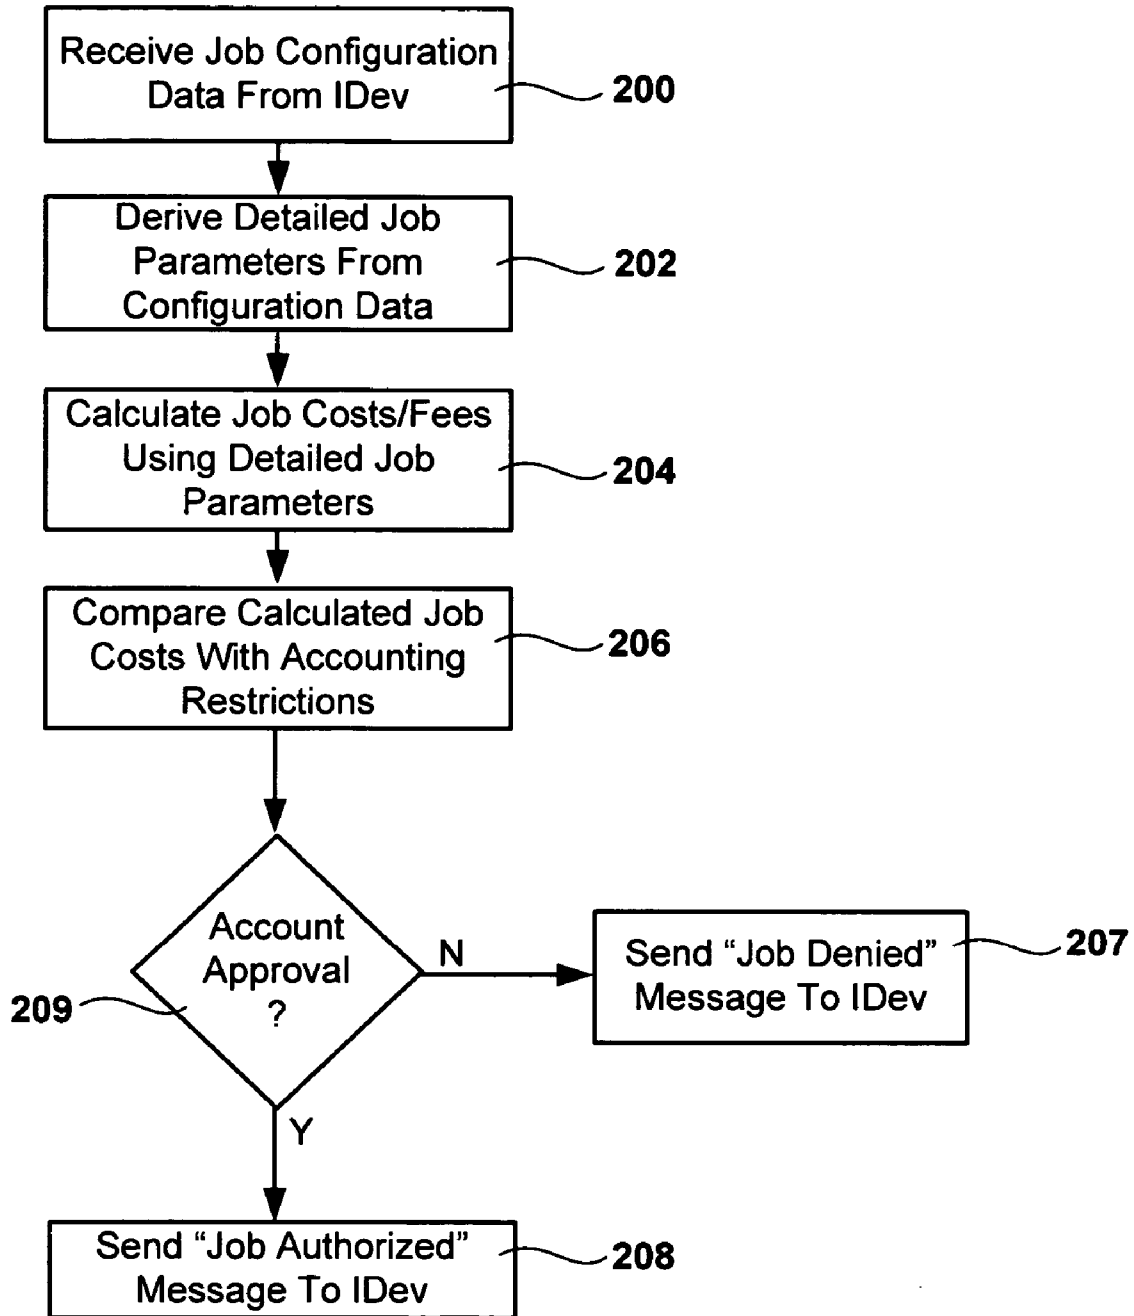 Receive Job Configuration
Data From IDev
200
Derive Detailed Job
Parameters From
Configuration Data
202
Calculate Job Costs/Fees
Using Detailed Job
Parameters
204
Compare Calculated Job
Costs With Accounting
Restrictions
206
Account
Approval
?
209
N
Send “Job Denied”
Message To IDev
207
Y
Send “Job Authorized”
Message To IDev
208